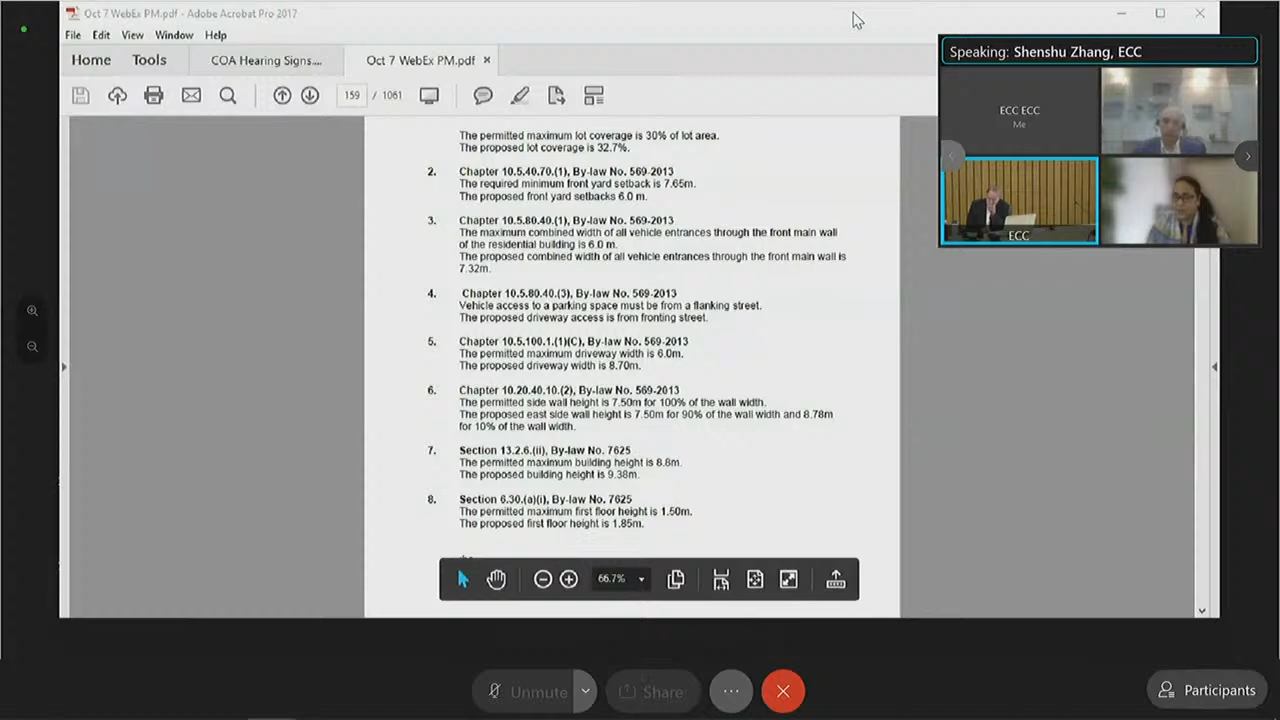 Oct 7 WebEx PM.pdf - Adobe Acrobat Pro 2017
File Edit View Window Help
Home Tools COA Hearing Signs.... Oct 7 WebEx PM.pdf ×
159 / 1061
Speaking: Shenshu Zhang, ECC
ECC ECC
Me
ECC
The permitted maximum lot coverage is 30% of lot area.
The proposed lot coverage is 32.7%.
2. Chapter 10.5.40.70.(1), By-law No. 569-2013
The required minimum front yard setback is 7.65m.
The proposed front yard setbacks 6.0 m.
3. Chapter 10.5.80.40.(1), By-law No. 569-2013
The maximum combined width of all vehicle entrances through the front main wall
of the residential building is 6.0 m.
The proposed combined width of all vehicle entrances through the front main wall is
7.32m.
4. Chapter 10.5.80.40.(3), By-law No. 569-2013
Vehicle access to a parking space must be from a flanking street.
The proposed driveway access is from fronting street.
5. Chapter 10.5.100.1.(1)(C), By-law No. 569-2013
The permitted maximum driveway width is 6.0m.
The proposed driveway width is 8.70m.
6. Chapter 10.20.40.10.(2), By-law No. 569-2013
The permitted side wall height is 7.50m for 100% of the wall width.
The proposed east side wall height is 7.50m for 90% of the wall width and 8.78m
for 10% of the wall width.
7. Section 13.2.6.(ii), By-law No. 7625
The permitted maximum building height is 8.8m.
The proposed building height is 9.38m.
8. Section 6.30.(a)(i), By-law No. 7625
The permitted maximum first floor height is 1.50m.
The proposed first floor height is 1.85m.
66.7%
Unmute Share ... Participants